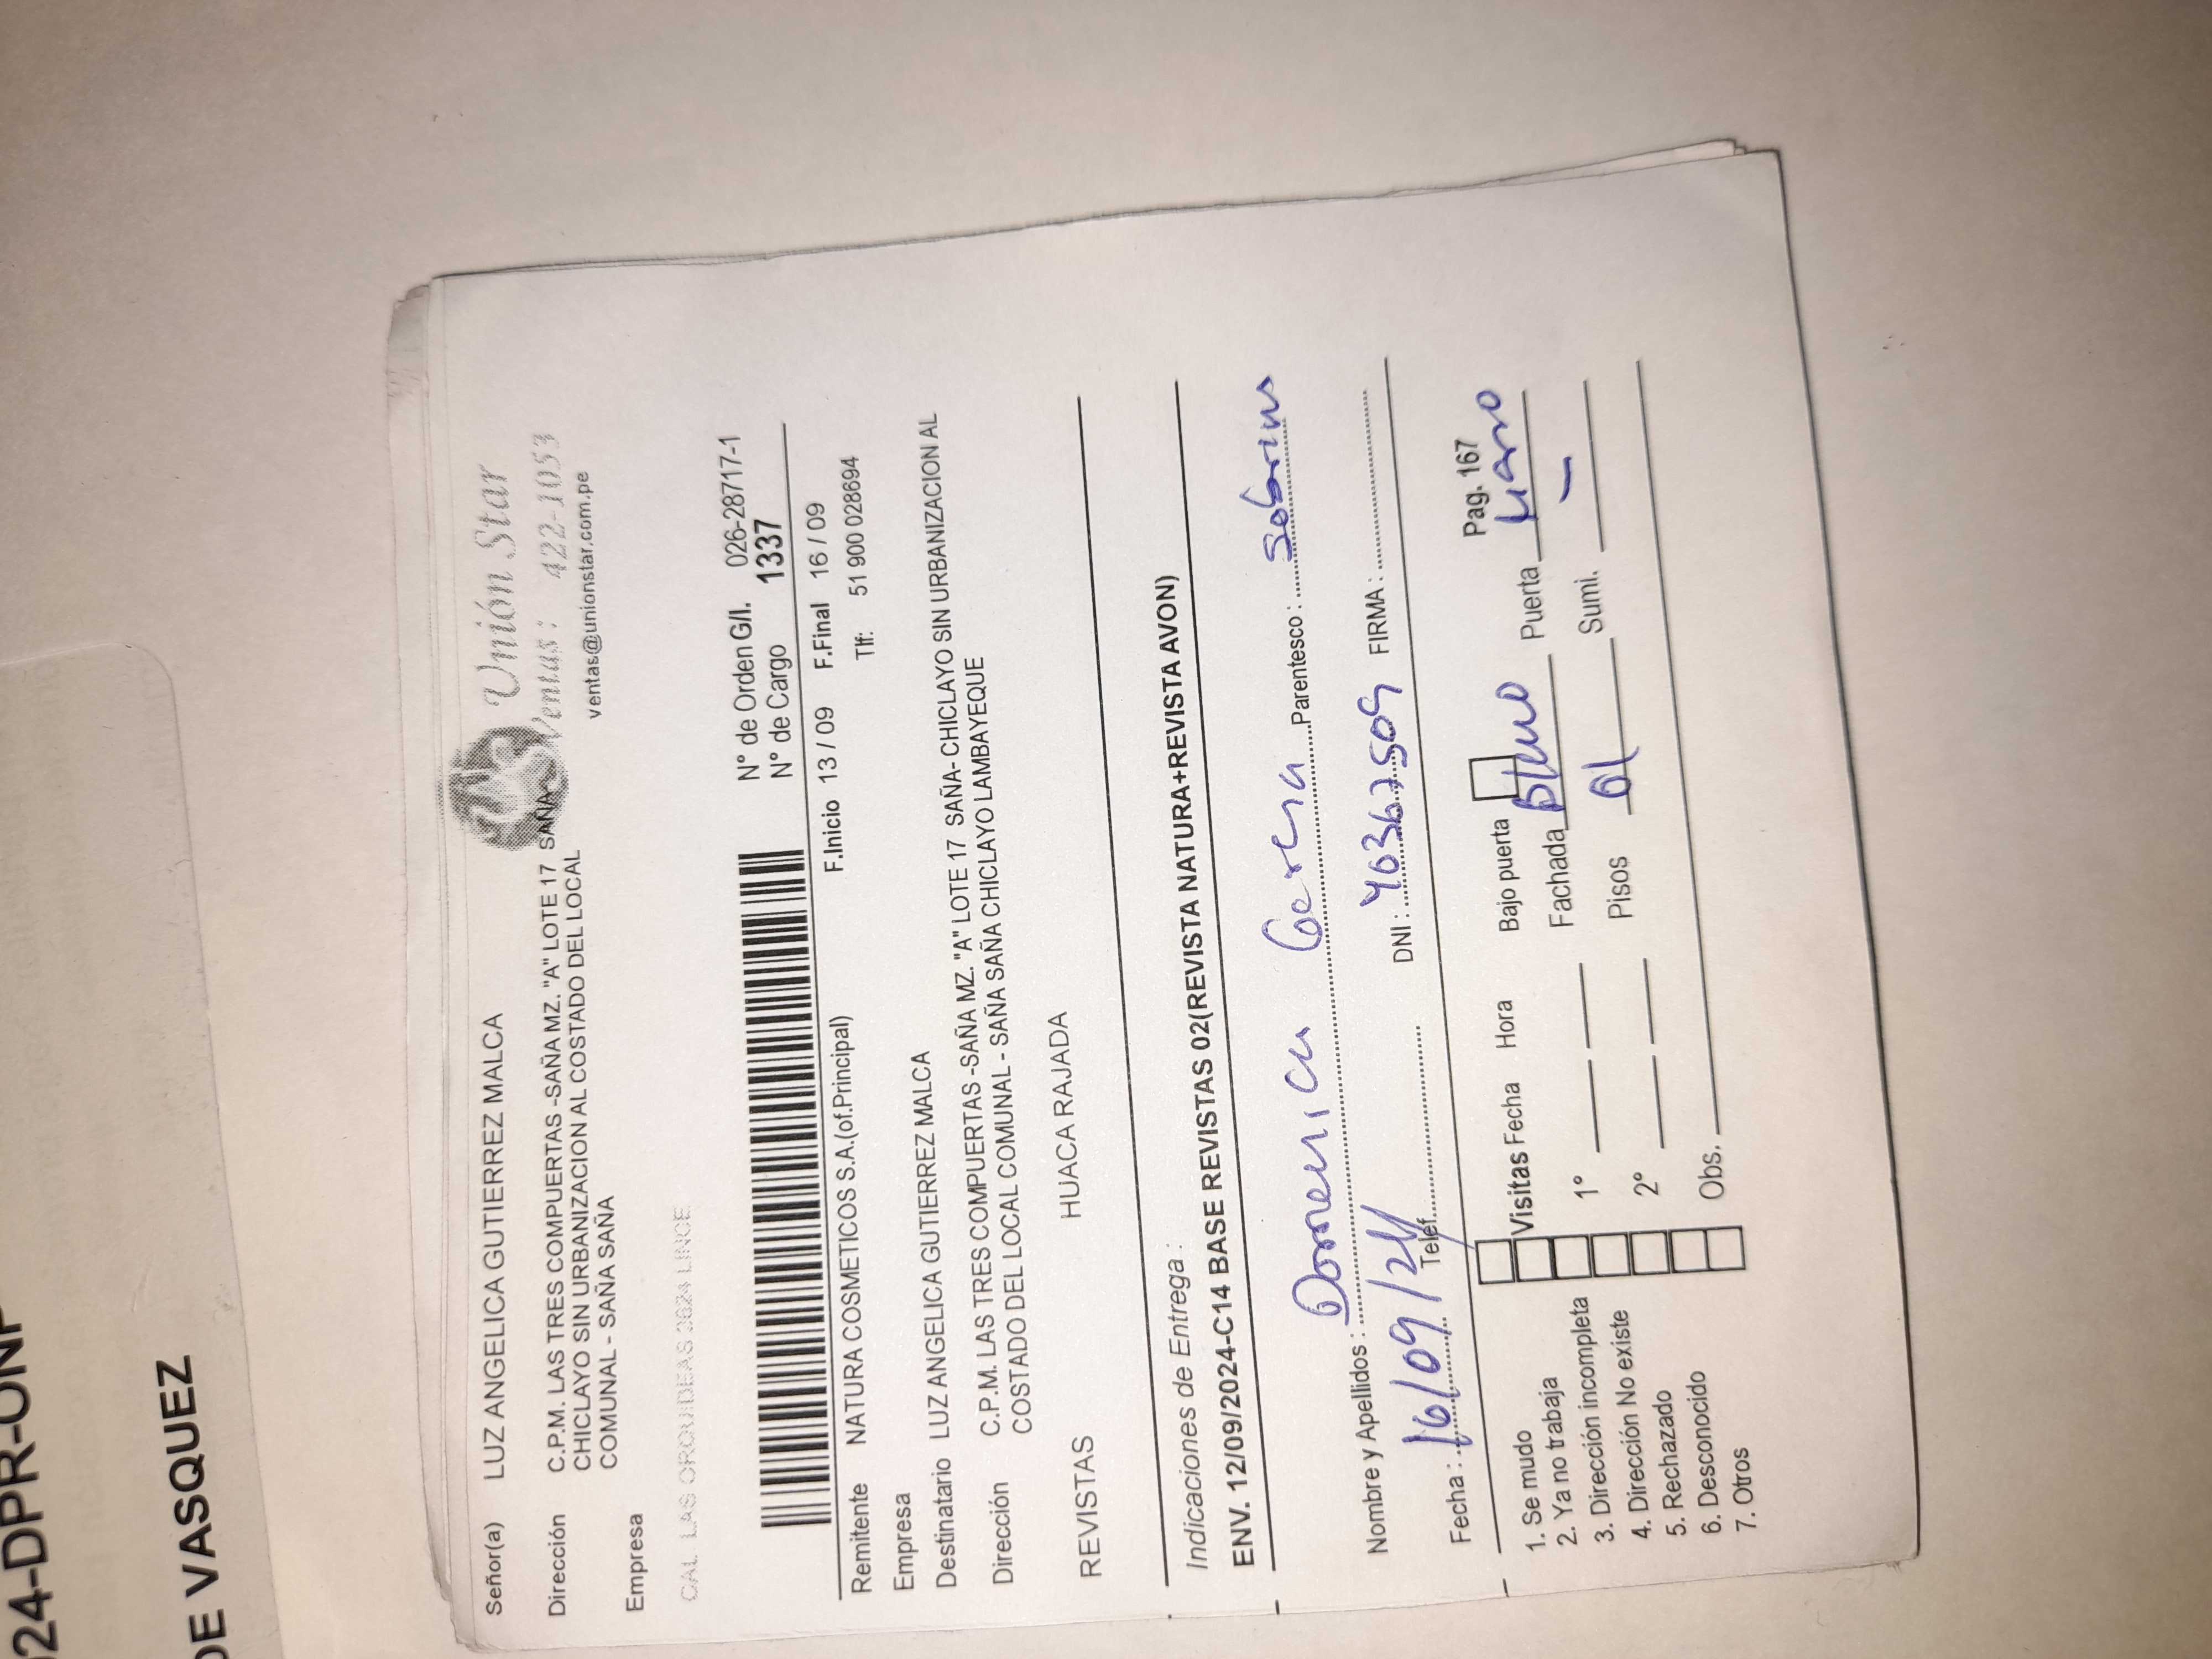 24-DPR-ONP
DE VASQUEZ
Señor(a) LUZ ANGELICA GUTIERREZ MALCA
Unión Star
Ventas: 422-1053
ventas@unionstar.com.pe
Dirección C.P.M. LAS TRES COMPUERTAS -SAÑA MZ. "A" LOTE 17 SAÑA-
CHICLAYO SIN URBANIZACION AL COSTADO DEL LOCAL
COMUNAL - SAÑA SAÑA
Empresa
CAL. LAS ORQUIDEAS 2624 LINCE
N° de Orden G/I. 026-28717-1
N° de Cargo 1337
F.Inicio 13 / 09 F.Final 16 / 09
Remitente NATURA COSMETICOS S.A.(of.Principal) Tlf: 51 900 028694
Empresa
Destinatario LUZ ANGELICA GUTIERREZ MALCA
Dirección C.P.M. LAS TRES COMPUERTAS -SAÑA MZ. "A" LOTE 17 SAÑA- CHICLAYO SIN URBANIZACION AL
COSTADO DEL LOCAL COMUNAL - SAÑA SAÑA CHICLAYO LAMBAYEQUE
REVISTAS HUACA RAJADA
Indicaciones de Entrega :
ENV. 12/09/2024-C14 BASE REVISTAS 02(REVISTA NATURA+REVISTA AVON)
Nombre y Apellidos : Parentesco : sobrina
Fecha : 16/09/24 Telef. DNI : 40367509 FIRMA :
Pag. 167
1. Se mudo
2. Ya no trabaja
3. Dirección incompleta
4. Dirección No existe
5. Rechazado
6. Desconocido
7. Otros
Visitas Fecha Hora Bajo puerta
1° Fachada Puerta
2° Pisos 01 Sumi. —
Obs.